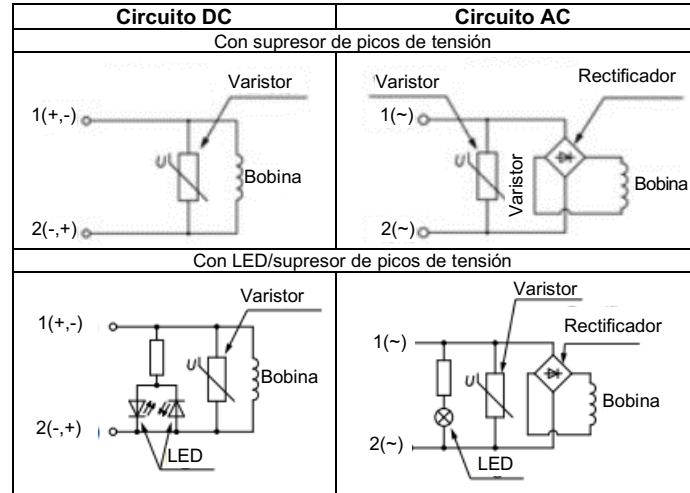 Circuito DC
Circuito AC
Con supresor de picos de tensión
Varistor
1(+,-)
U
Bobina
2(-,+)
Varistor
Rectificador
1(~)
U
Varistor
Bobina
2(~)
Con LED/supresor de picos de tensión
Varistor
1(+,-)
U
Bobina
2(-,+)
LED
Varistor
Rectificador
1(~)
U
Bobina
2(~)
LED